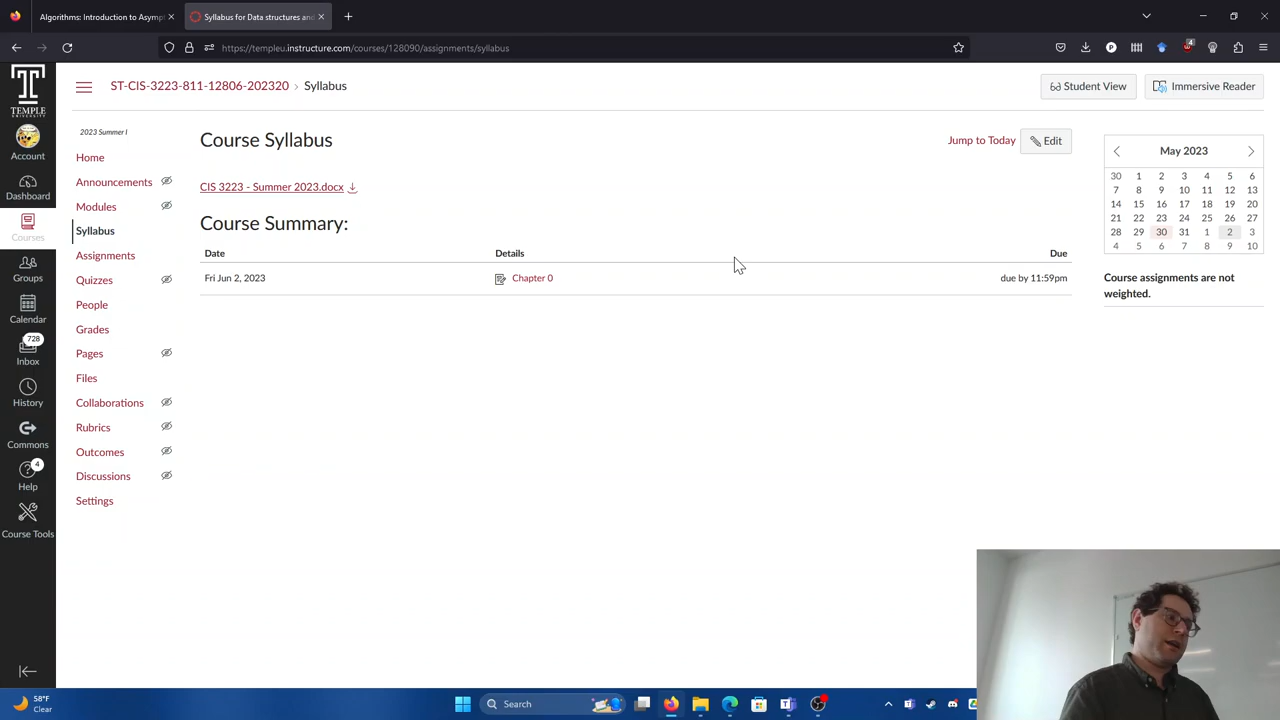 Algorithms: Introduction to Asymp
Syllabus for Data structures and
https://templeu.instructure.com/courses/128090/assignments/syllabus
4
TEMPLE
UNIVERSITY
Account
Dashboard
Courses
Groups
Calendar
728
Inbox
History
Commons
4
Help
Course Tools
ST-CIS-3223-811-12806-202320 › Syllabus
Student View
Immersive Reader
2023 Summer I
Home
Announcements
Modules
Syllabus
Assignments
Quizzes
People
Grades
Pages
Files
Collaborations
Rubrics
Outcomes
Discussions
Settings
Course Syllabus
Jump to Today
Edit
CIS 3223 - Summer 2023.docx
Course Summary:
Date Details Due
Fri Jun 2, 2023 Chapter 0 due by 11:59pm
May 2023
30 1 2 3 4 5 6
7 8 9 10 11 12 13
14 15 16 17 18 19 20
21 22 23 24 25 26 27
28 29 30 31 1 2 3
4 5 6 7 8 9 10
Course assignments are not
weighted.
58°F
Clear
Search